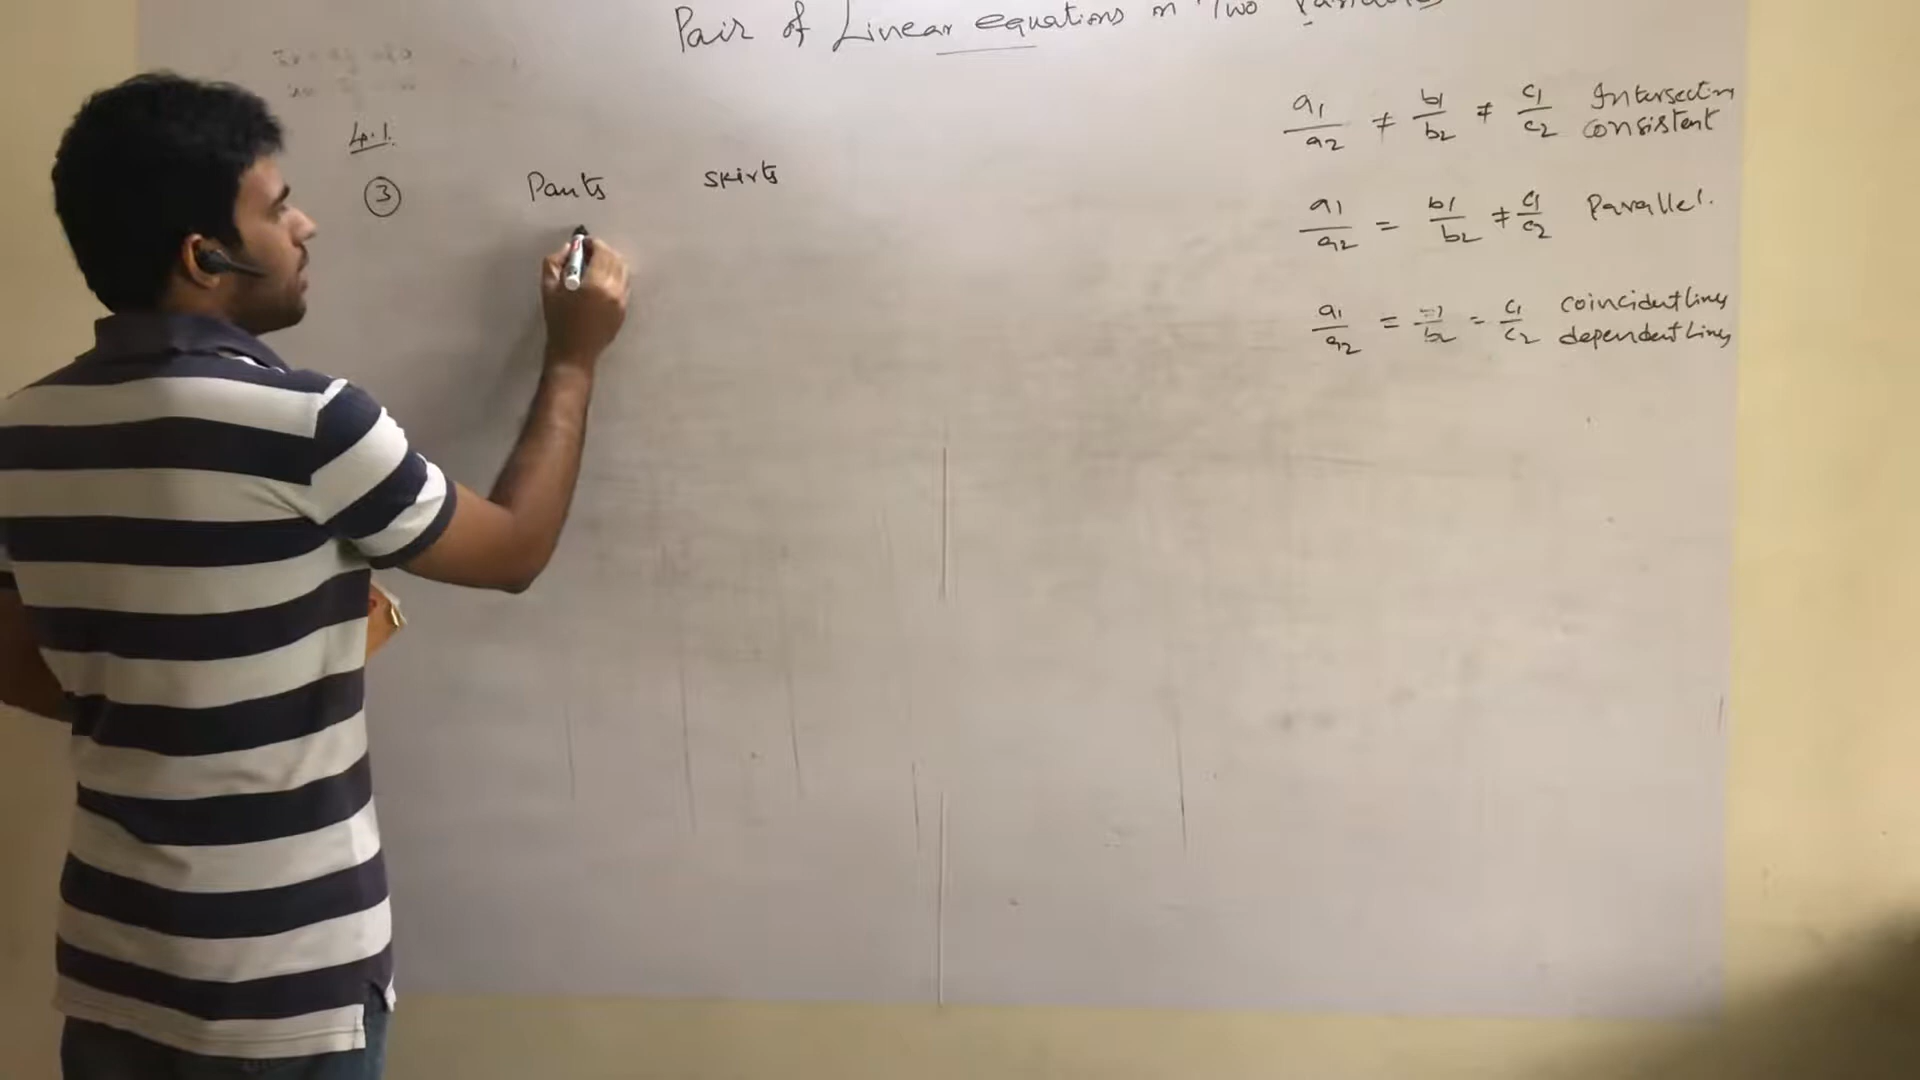 Pair of Linear equations in Two Variables
4.1.
3 Pants skirts
a1/a2 ≠ b1/b2 ≠ c1/c2 Intersecting
consistent
a1/a2 = b1/b2 ≠ c1/c2 Parallel.
a1/a2 = b1/b2 = c1/c2 coincident lines
dependent lines